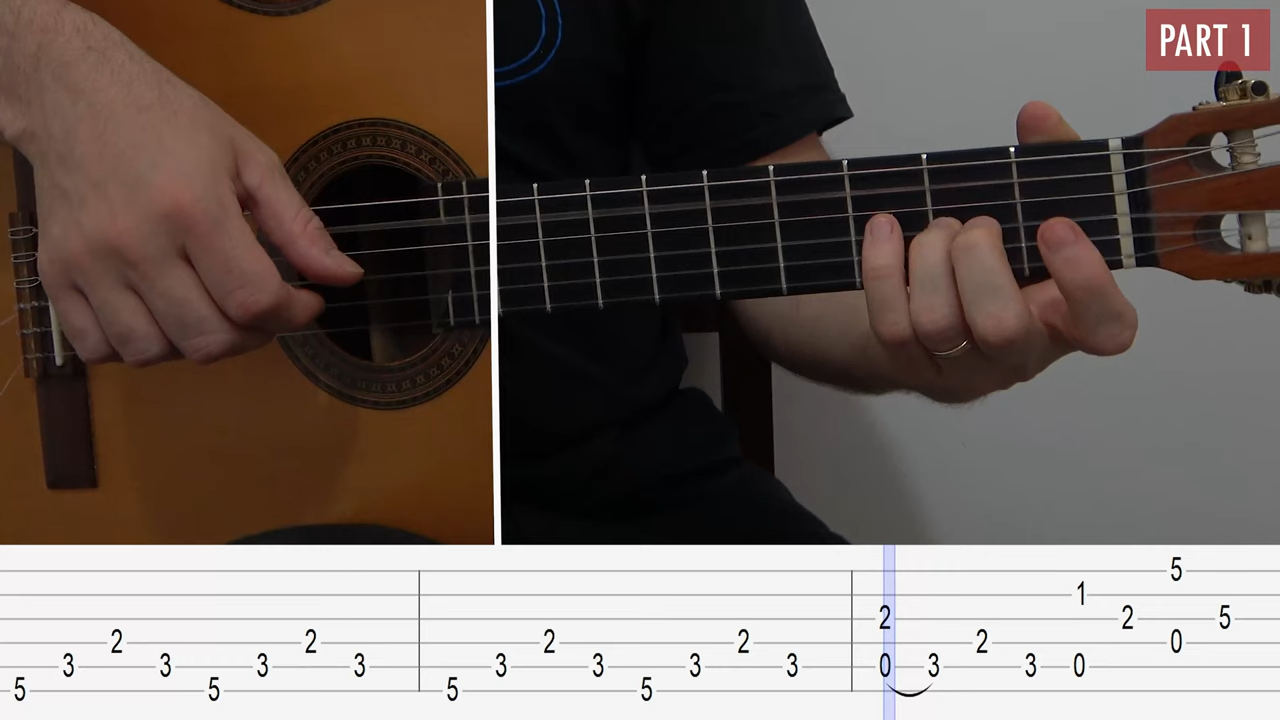 PART 1
5
1
2 2 5
2 2 2 2 2 0
3 3 3 3 3 3 3 3 0 3 3 0
5 5 5 5